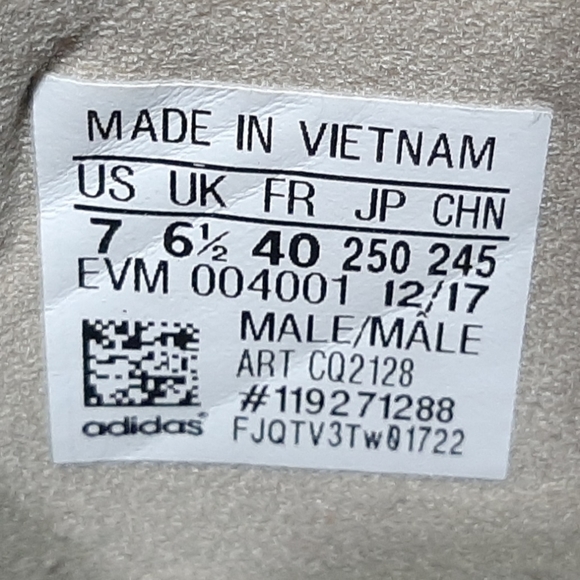 MADE IN VIETNAM
US UK FR JP CHN
7 6½ 40 250 245
EVM 004001 12/17
MALE/MÂLE
ART CQ2128
#119271288
adidas FJQTV3Tw01722